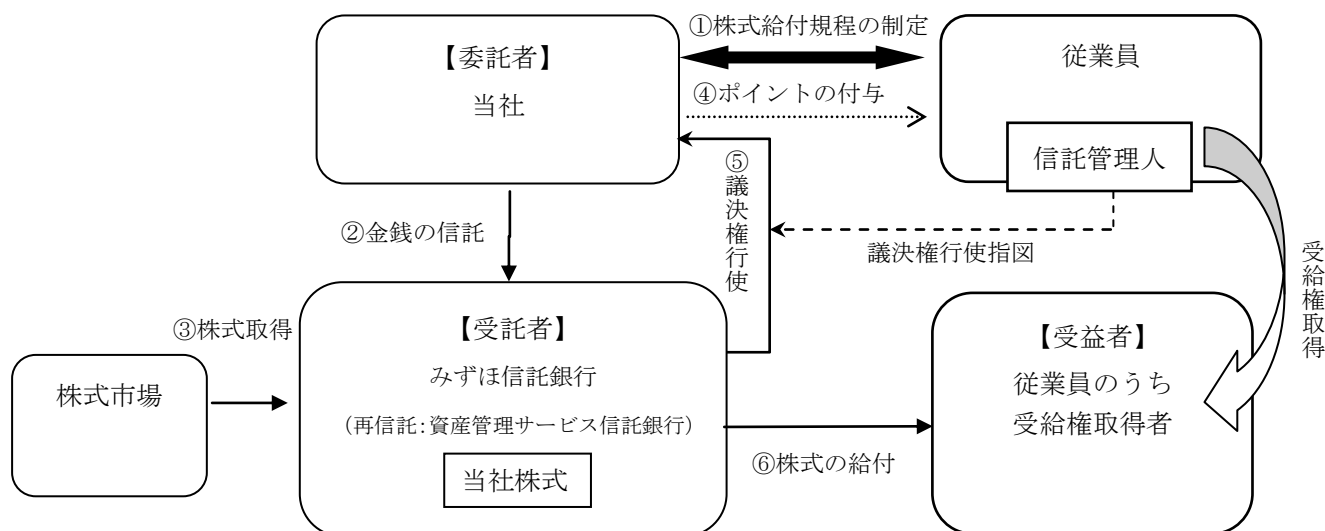 ①株式給付規程の制定
【委託者】
当社
従業員
④ポイントの付与
信託管理人
⑤議決権行使
②金銭の信託
議決権行使指図
受給権取得
③株式取得
【受託者】
みずほ信託銀行
(再信託:資産管理サービス信託銀行)
当社株式
株式市場
【受益者】
従業員のうち
受給権取得者
⑥株式の給付